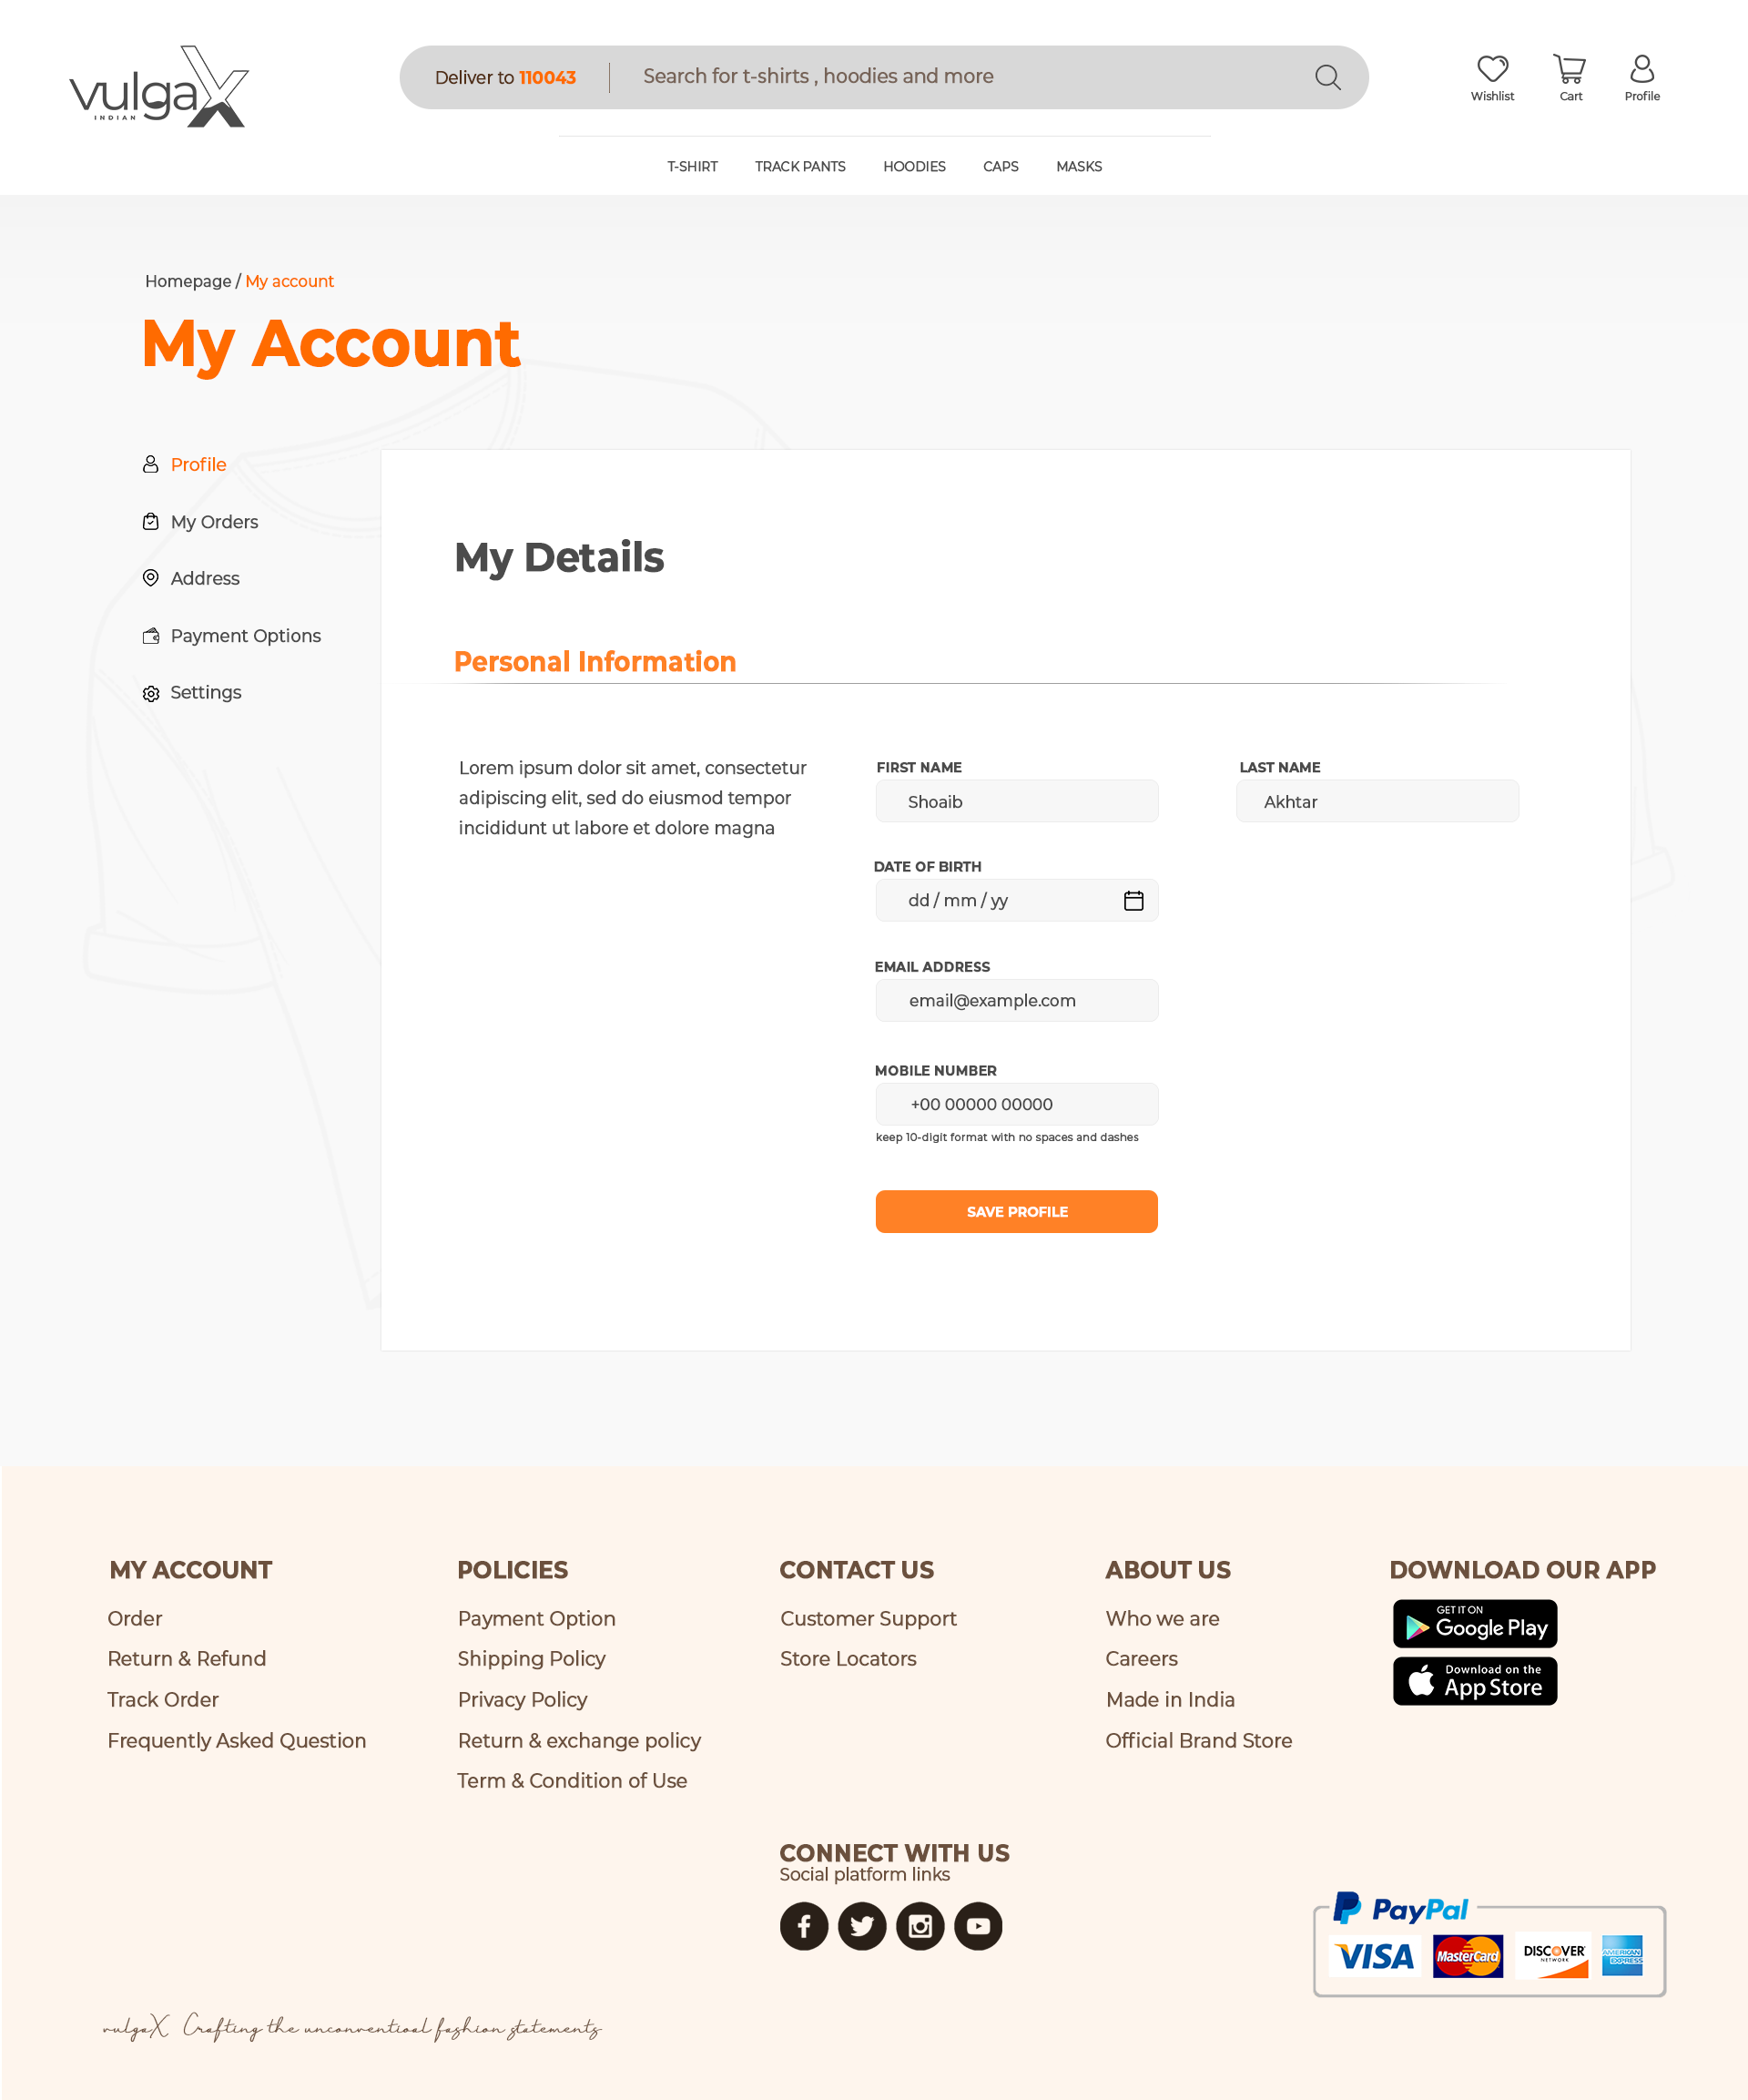 vulgaX
INDIAN
Deliver to 110043
Search for t-shirts , hoodies and more
Wishlist
Cart
Profile
T-SHIRT
TRACK PANTS
HOODIES
CAPS
MASKS
Homepage / My account
My Account
Profile
My Orders
Address
Payment Options
Settings
My Details
Personal Information
Lorem ipsum dolor sit amet, consectetur
adipiscing elit, sed do eiusmod tempor
incididunt ut labore et dolore magna
FIRST NAME
Shoaib
LAST NAME
Akhtar
DATE OF BIRTH
dd / mm / yy
EMAIL ADDRESS
email@example.com
MOBILE NUMBER
+00 00000 00000
keep 10-digit format with no spaces and dashes
SAVE PROFILE
MY ACCOUNT
Order
Return & Refund
Track Order
Frequently Asked Question
POLICIES
Payment Option
Shipping Policy
Privacy Policy
Return & exchange policy
Term & Condition of Use
CONTACT US
Customer Support
Store Locators
ABOUT US
Who we are
Careers
Made in India
Official Brand Store
DOWNLOAD OUR APP
GET IT ON
Google Play
Download on the
App Store
CONNECT WITH US
Social platform links
PayPal
VISA
MasterCard
DISCOVER
NETWORK
AMERICAN
EXPRESS
vulgaX Crafting the unconventioal fashion statements